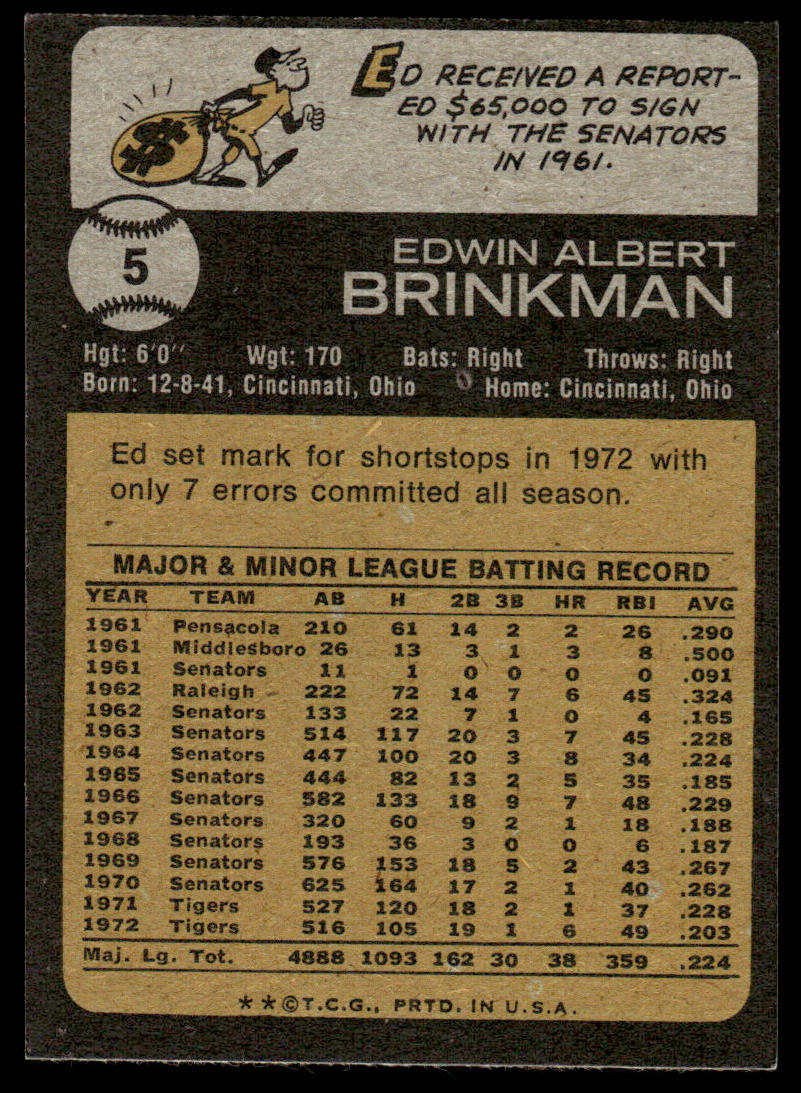 ED RECEIVED A REPORT-
ED $65,000 TO SIGN
WITH THE SENATORS
IN 1961.
5
EDWIN ALBERT
BRINKMAN
Hgt: 6'0" Wgt: 170 Bats: Right Throws: Right
Born: 12-8-41, Cincinnati, Ohio Home: Cincinnati, Ohio
Ed set mark for shortstops in 1972 with
only 7 errors committed all season.
MAJOR & MINOR LEAGUE BATTING RECORD
YEAR TEAM AB H 2B 3B HR RBI AVG
1961 Pensacola 210 61 14 2 2 26 .290
1961 Middlesboro 26 13 3 1 3 8 .500
1961 Senators 11 1 0 0 0 0 .091
1962 Raleigh 222 72 14 7 6 45 .324
1962 Senators 133 22 7 1 0 4 .165
1963 Senators 514 117 20 3 7 45 .228
1964 Senators 447 100 20 3 8 34 .224
1965 Senators 444 82 13 2 5 35 .185
1966 Senators 582 133 18 9 7 48 .229
1967 Senators 320 60 9 2 1 18 .188
1968 Senators 193 36 3 0 0 6 .187
1969 Senators 576 153 18 5 2 43 .267
1970 Senators 625 164 17 2 1 40 .262
1971 Tigers 527 120 18 2 1 37 .228
1972 Tigers 516 105 19 1 6 49 .203
Maj. Lg. Tot. 4888 1093 162 30 38 359 .224
**©T.C.G., PRTD. IN U.S.A.